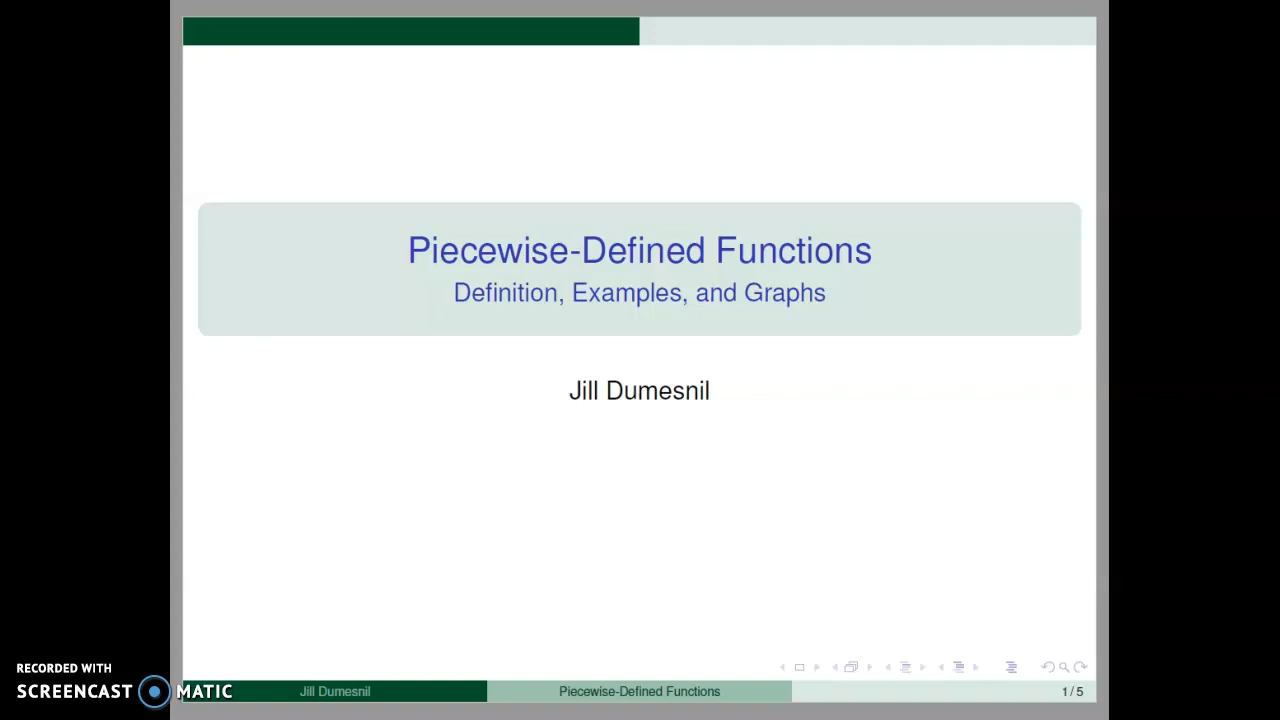 Piecewise-Defined Functions
Definition, Examples, and Graphs
Jill Dumesnil
RECORDED WITH
SCREENCAST MATIC
Jill Dumesnil Piecewise-Defined Functions 1 / 5